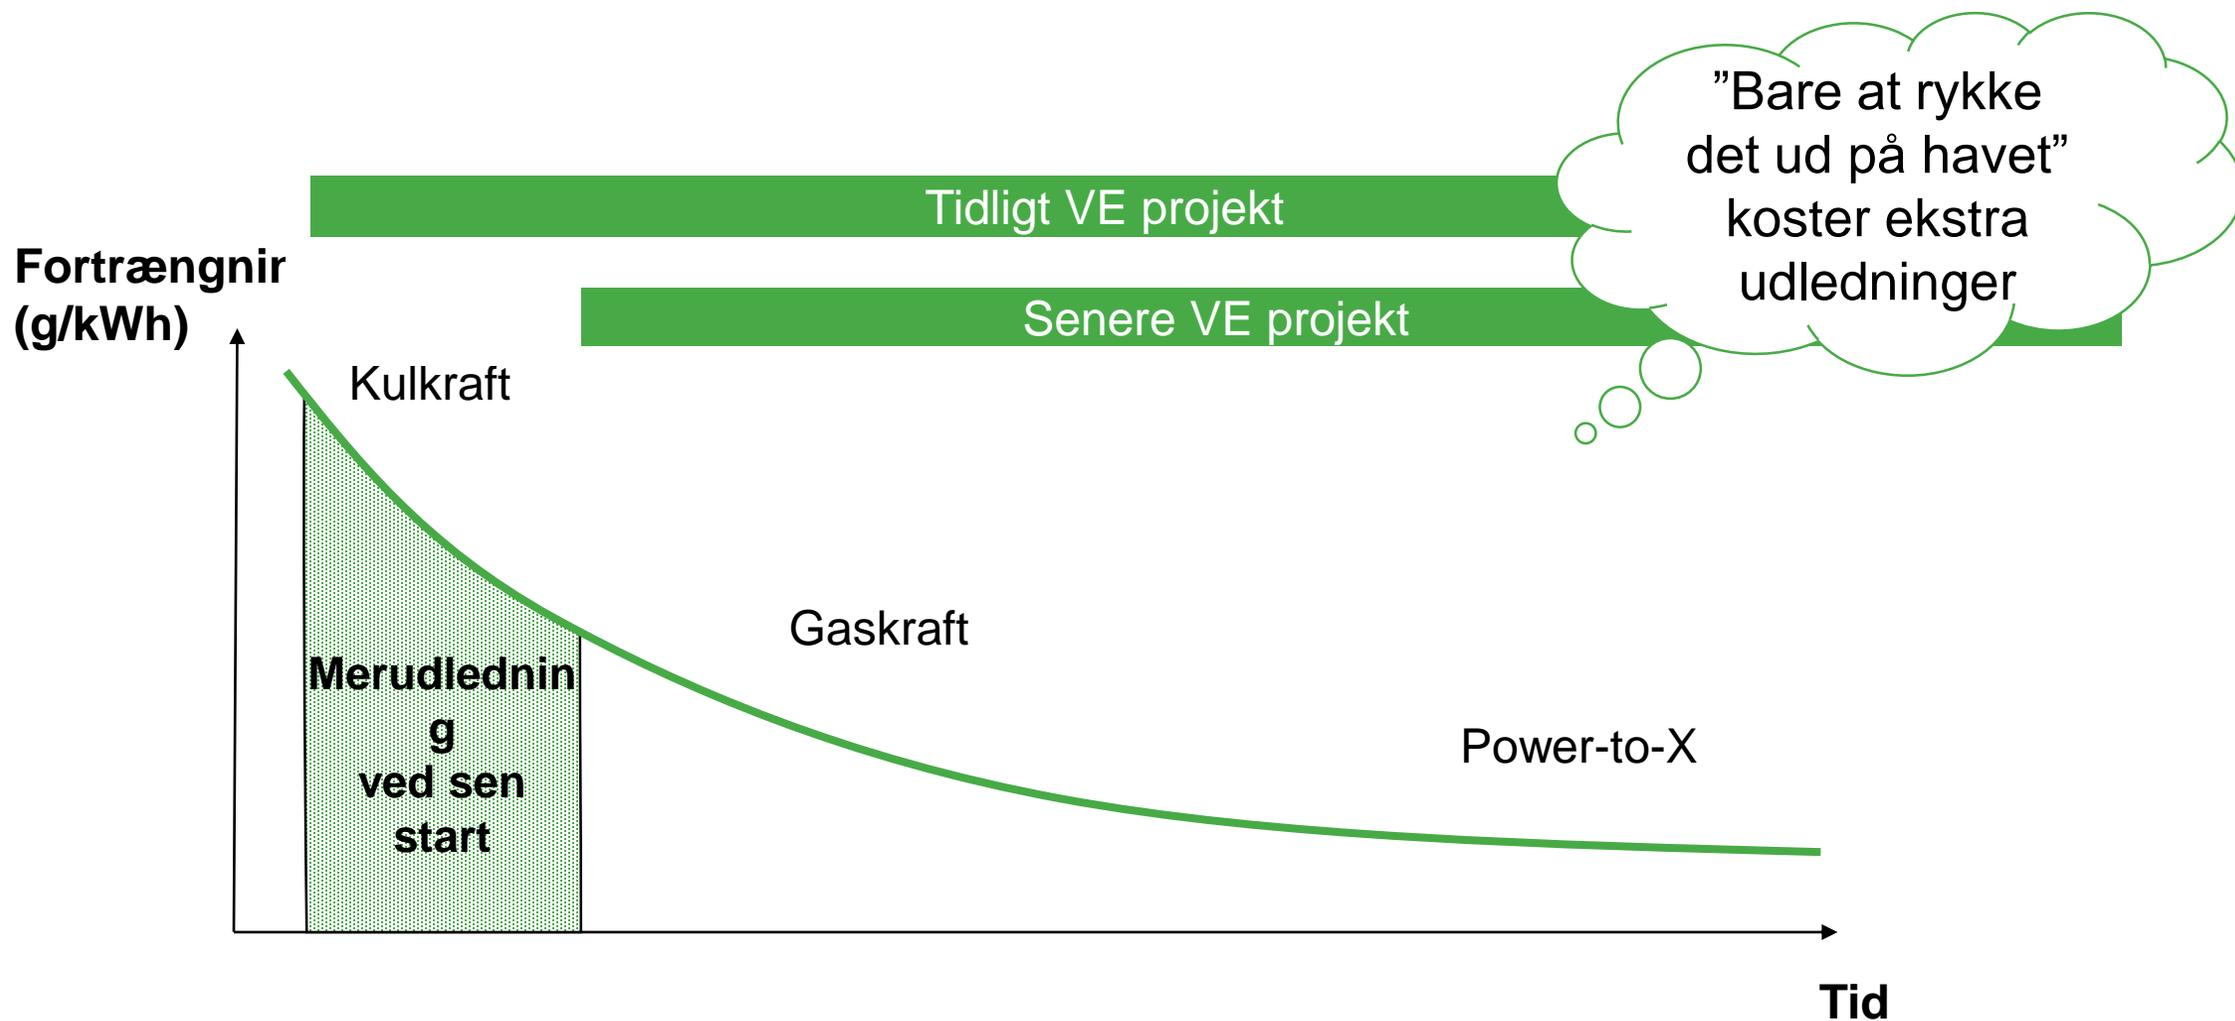 ”Bare at rykke
det ud på havet”
koster ekstra
udledninger
Tidligt VE projekt
Senere VE projekt
Fortrængnir
(g/kWh)
Kulkraft
Gaskraft
Power-to-X
Merudlednin
g
ved sen
start
Tid